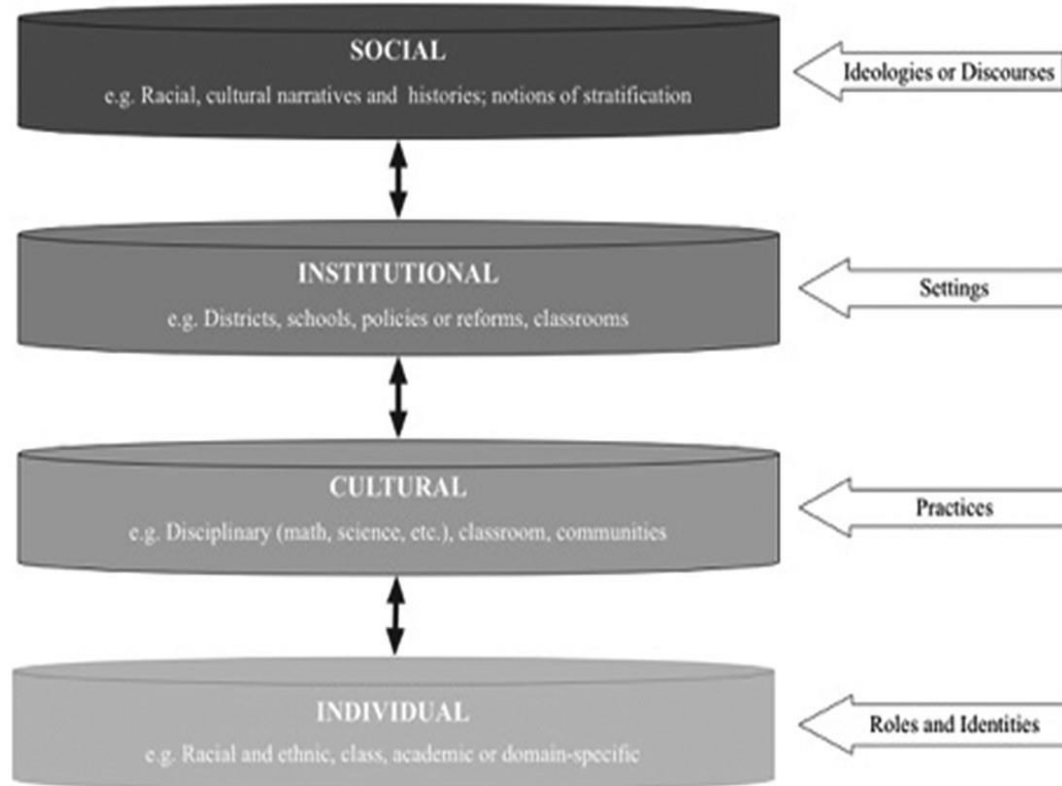 SOCIAL
e.g. Racial, cultural narratives and histories; notions of stratification
Ideologies or Discourses
INSTITUTIONAL
e.g. Districts, schools, policies or reforms, classrooms
Settings
CULTURAL
e.g. Disciplinary (math, science, etc.), classroom, communities
Practices
INDIVIDUAL
e.g. Racial and ethnic, class, academic or domain-specific
Roles and Identities